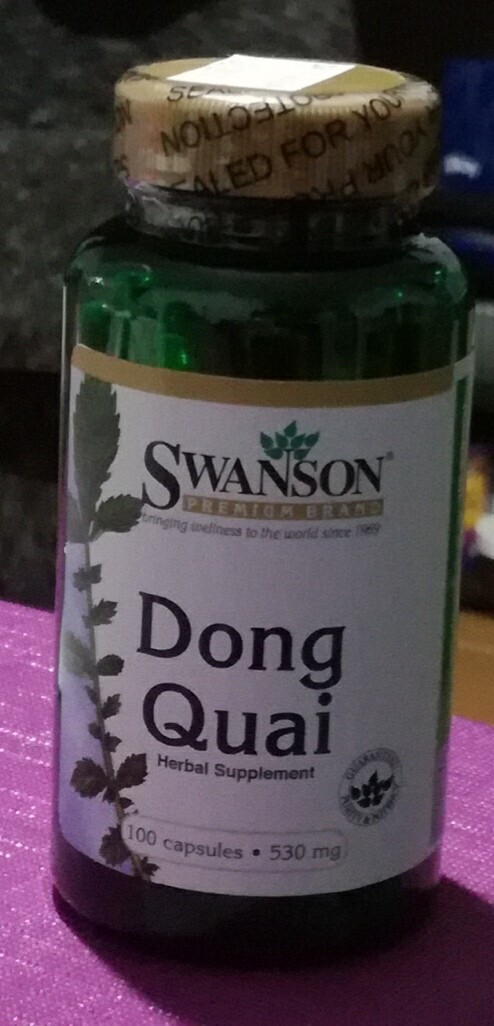 SEALED FOR YOUR
PROTECTION
SWANSON®
PREMIUM BRAND
bringing wellness to the world since 1969
Dong
Quai
Herbal Supplement
100 capsules • 530 mg